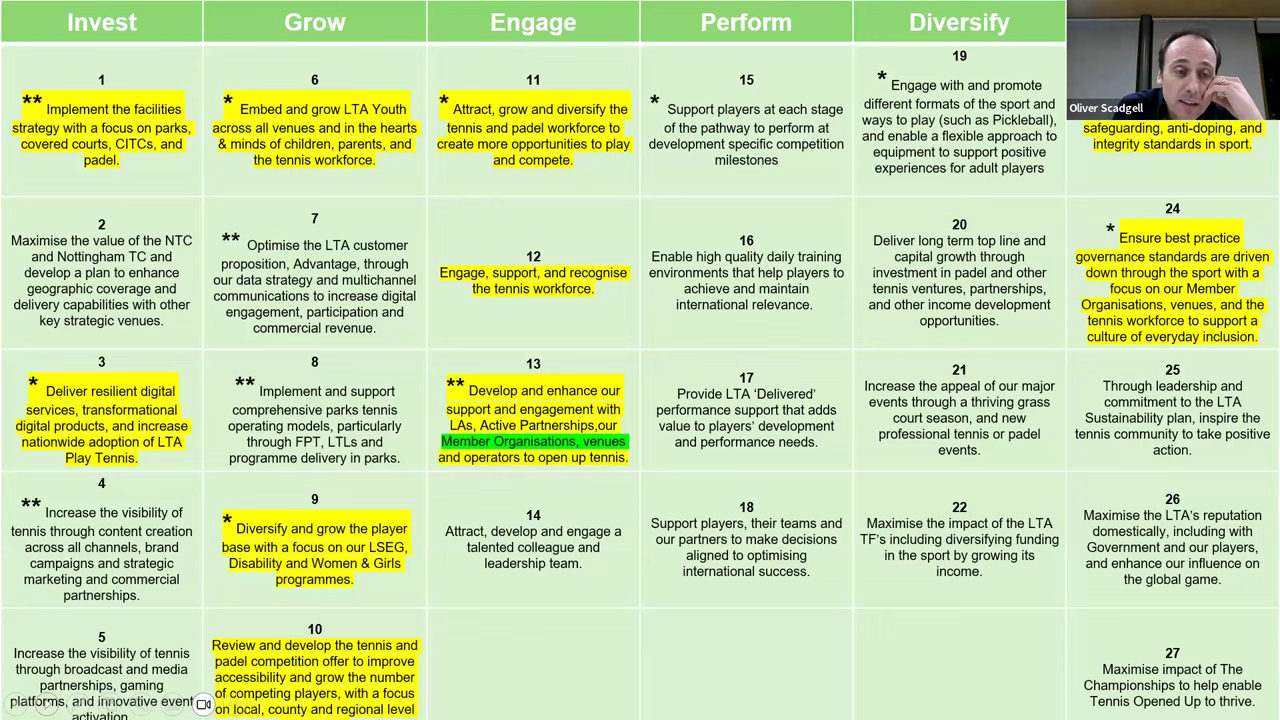 Invest
Grow
Engage
Perform
Diversify
Oliver Scadgell
1
** Implement the facilities
strategy with a focus on parks,
covered courts, CITCs, and
padel.
6
* Embed and grow LTA Youth
across all venues and in the hearts
& minds of children, parents, and
the tennis workforce.
11
* Attract, grow and diversify the
tennis and padel workforce to
create more opportunities to play
and compete.
15
* Support players at each stage
of the pathway to perform at
development specific competition
milestones
19
* Engage with and promote
different formats of the sport and
ways to play (such as Pickleball),
and enable a flexible approach to
equipment to support positive
experiences for adult players
safeguarding, anti-doping, and
integrity standards in sport.
2
Maximise the value of the NTC
and Nottingham TC and
develop a plan to enhance
geographic coverage and
delivery capabilities with other
key strategic venues.
7
** Optimise the LTA customer
proposition, Advantage, through
our data strategy and multichannel
communications to increase digital
engagement, participation and
commercial revenue.
12
Engage, support, and recognise
the tennis workforce.
16
Enable high quality daily training
environments that help players to
achieve and maintain
international relevance.
20
Deliver long term top line and
capital growth through
investment in padel and other
tennis ventures, partnerships,
and other income development
opportunities.
24
* Ensure best practice
governance standards are driven
down through the sport with a
focus on our Member
Organisations, venues, and the
tennis workforce to support a
culture of everyday inclusion.
3
* Deliver resilient digital
services, transformational
digital products, and increase
nationwide adoption of LTA
Play Tennis.
8
** Implement and support
comprehensive parks tennis
operating models, particularly
through FPT, LTLs and
programme delivery in parks.
13
** Develop and enhance our
support and engagement with
LAs, Active Partnerships,our
Member Organisations, venues
and operators to open up tennis.
17
Provide LTA ‘Delivered’
performance support that adds
value to players’ development
and performance needs.
21
Increase the appeal of our major
events through a thriving grass
court season, and new
professional tennis or padel
events.
25
Through leadership and
commitment to the LTA
Sustainability plan, inspire the
tennis community to take positive
action.
4
** Increase the visibility of
tennis through content creation
across all channels, brand
campaigns and strategic
marketing and commercial
partnerships.
9
* Diversify and grow the player
base with a focus on our LSEG,
Disability and Women & Girls
programmes.
14
Attract, develop and engage a
talented colleague and
leadership team.
18
Support players, their teams and
our partners to make decisions
aligned to optimising
international success.
22
Maximise the impact of the LTA
TF’s including diversifying funding
in the sport by growing its
income.
26
Maximise the LTA’s reputation
domestically, including with
Government and our players,
and enhance our influence on
the global game.
5
Increase the visibility of tennis
through broadcast and media
partnerships, gaming
platforms, and innovative event
activation
10
Review and develop the tennis and
padel competition offer to improve
accessibility and grow the number
of competing players, with a focus
on local, county and regional level
27
Maximise impact of The
Championships to help enable
Tennis Opened Up to thrive.